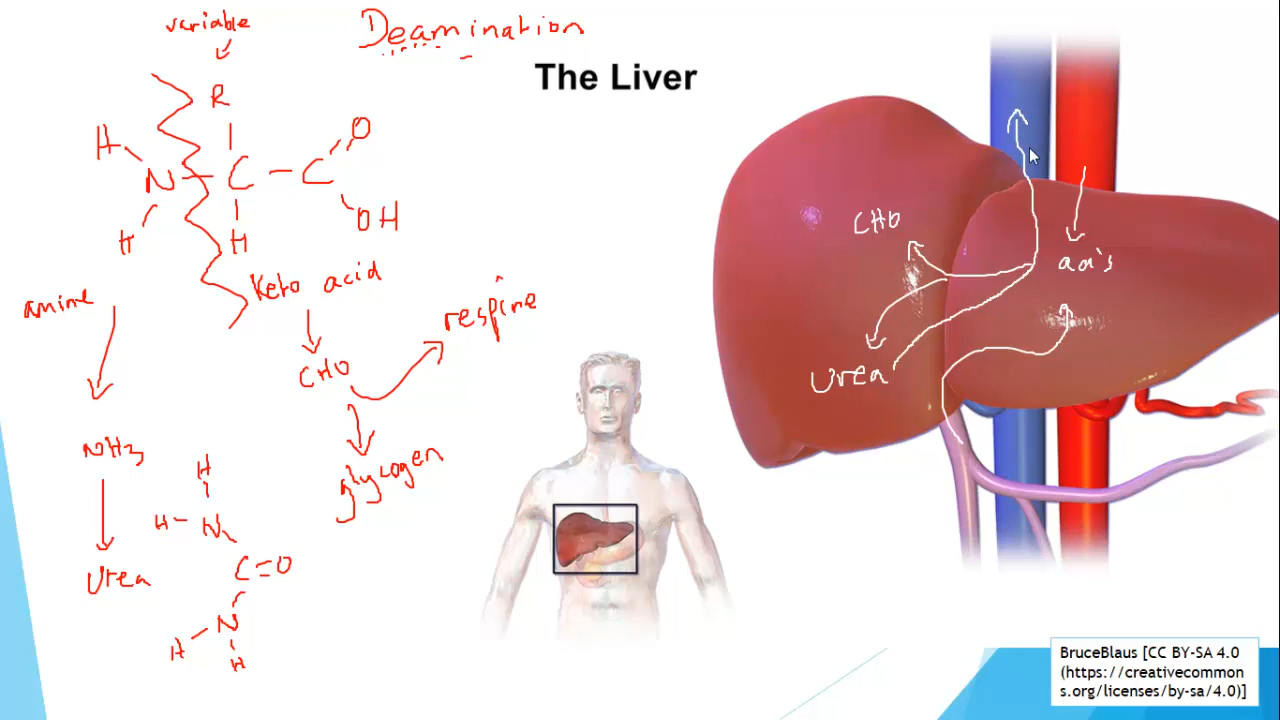 variable
Deamination
The Liver
R
H
O
N
C
C
H
H
OH
Keto acid
amine
respire
CHO
NH3
glycogen
H
H
N
Urea
C=O
N
H
H
CHO
aa's
Urea
BruceBlaus [CC BY-SA 4.0
(https://creativecommon
s.org/licenses/by-sa/4.0)]